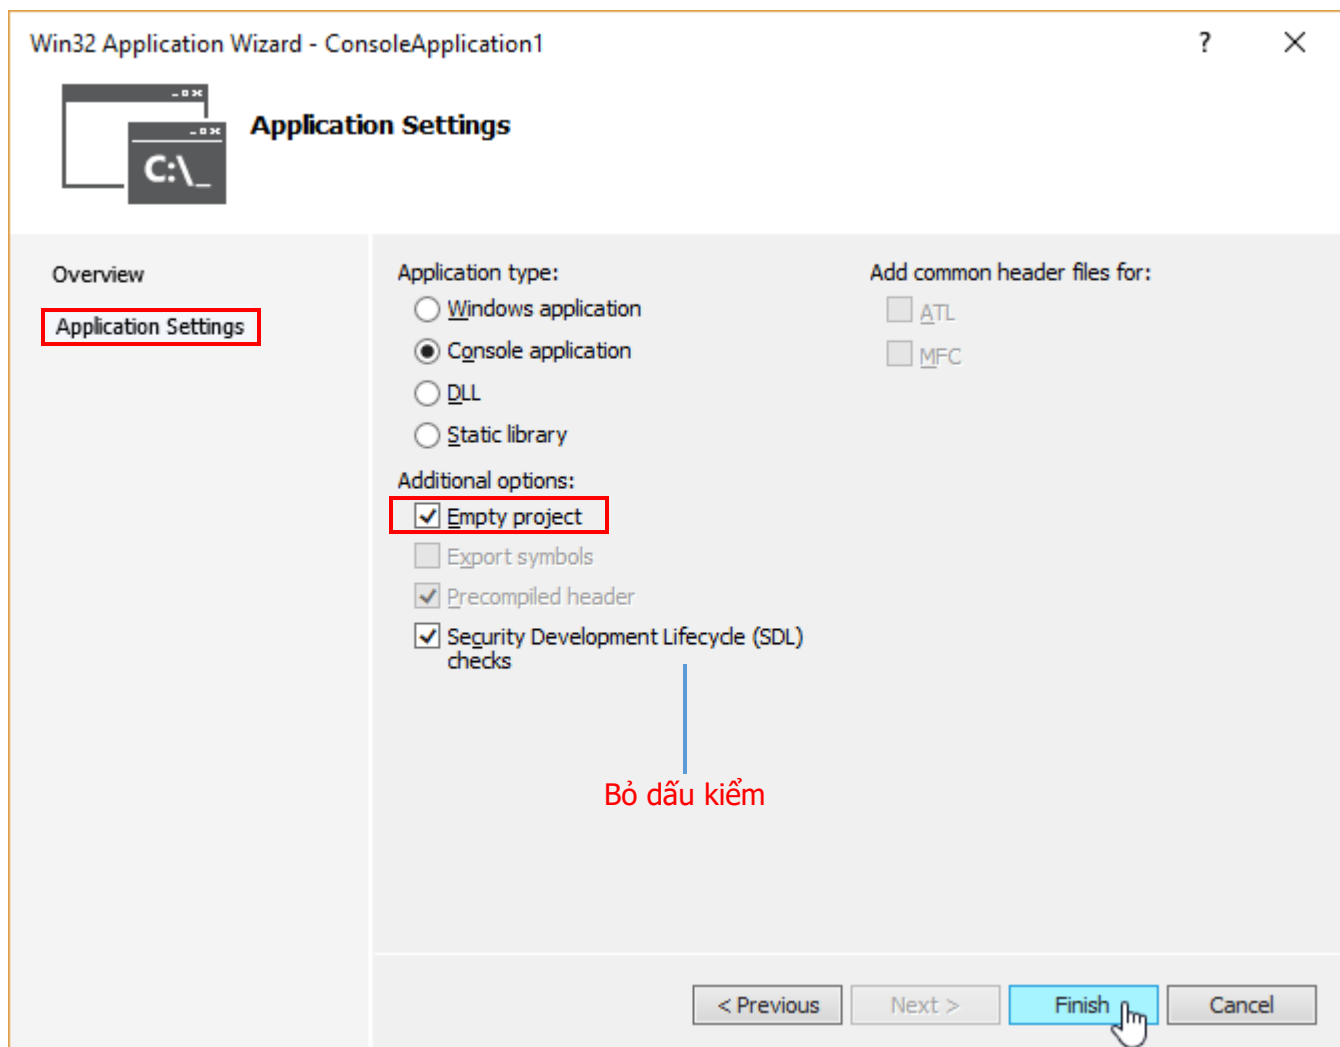 Win32 Application Wizard - ConsoleApplication1
?
C:\_
Application Settings
Overview
Application Settings
Application type:
Windows application
Console application
DLL
Static library
Additional options:
Empty project
Export symbols
Precompiled header
Security Development Lifecycle (SDL)
checks
Add common header files for:
ATL
MFC
Bỏ dấu kiểm
< Previous
Next >
Finish
Cancel